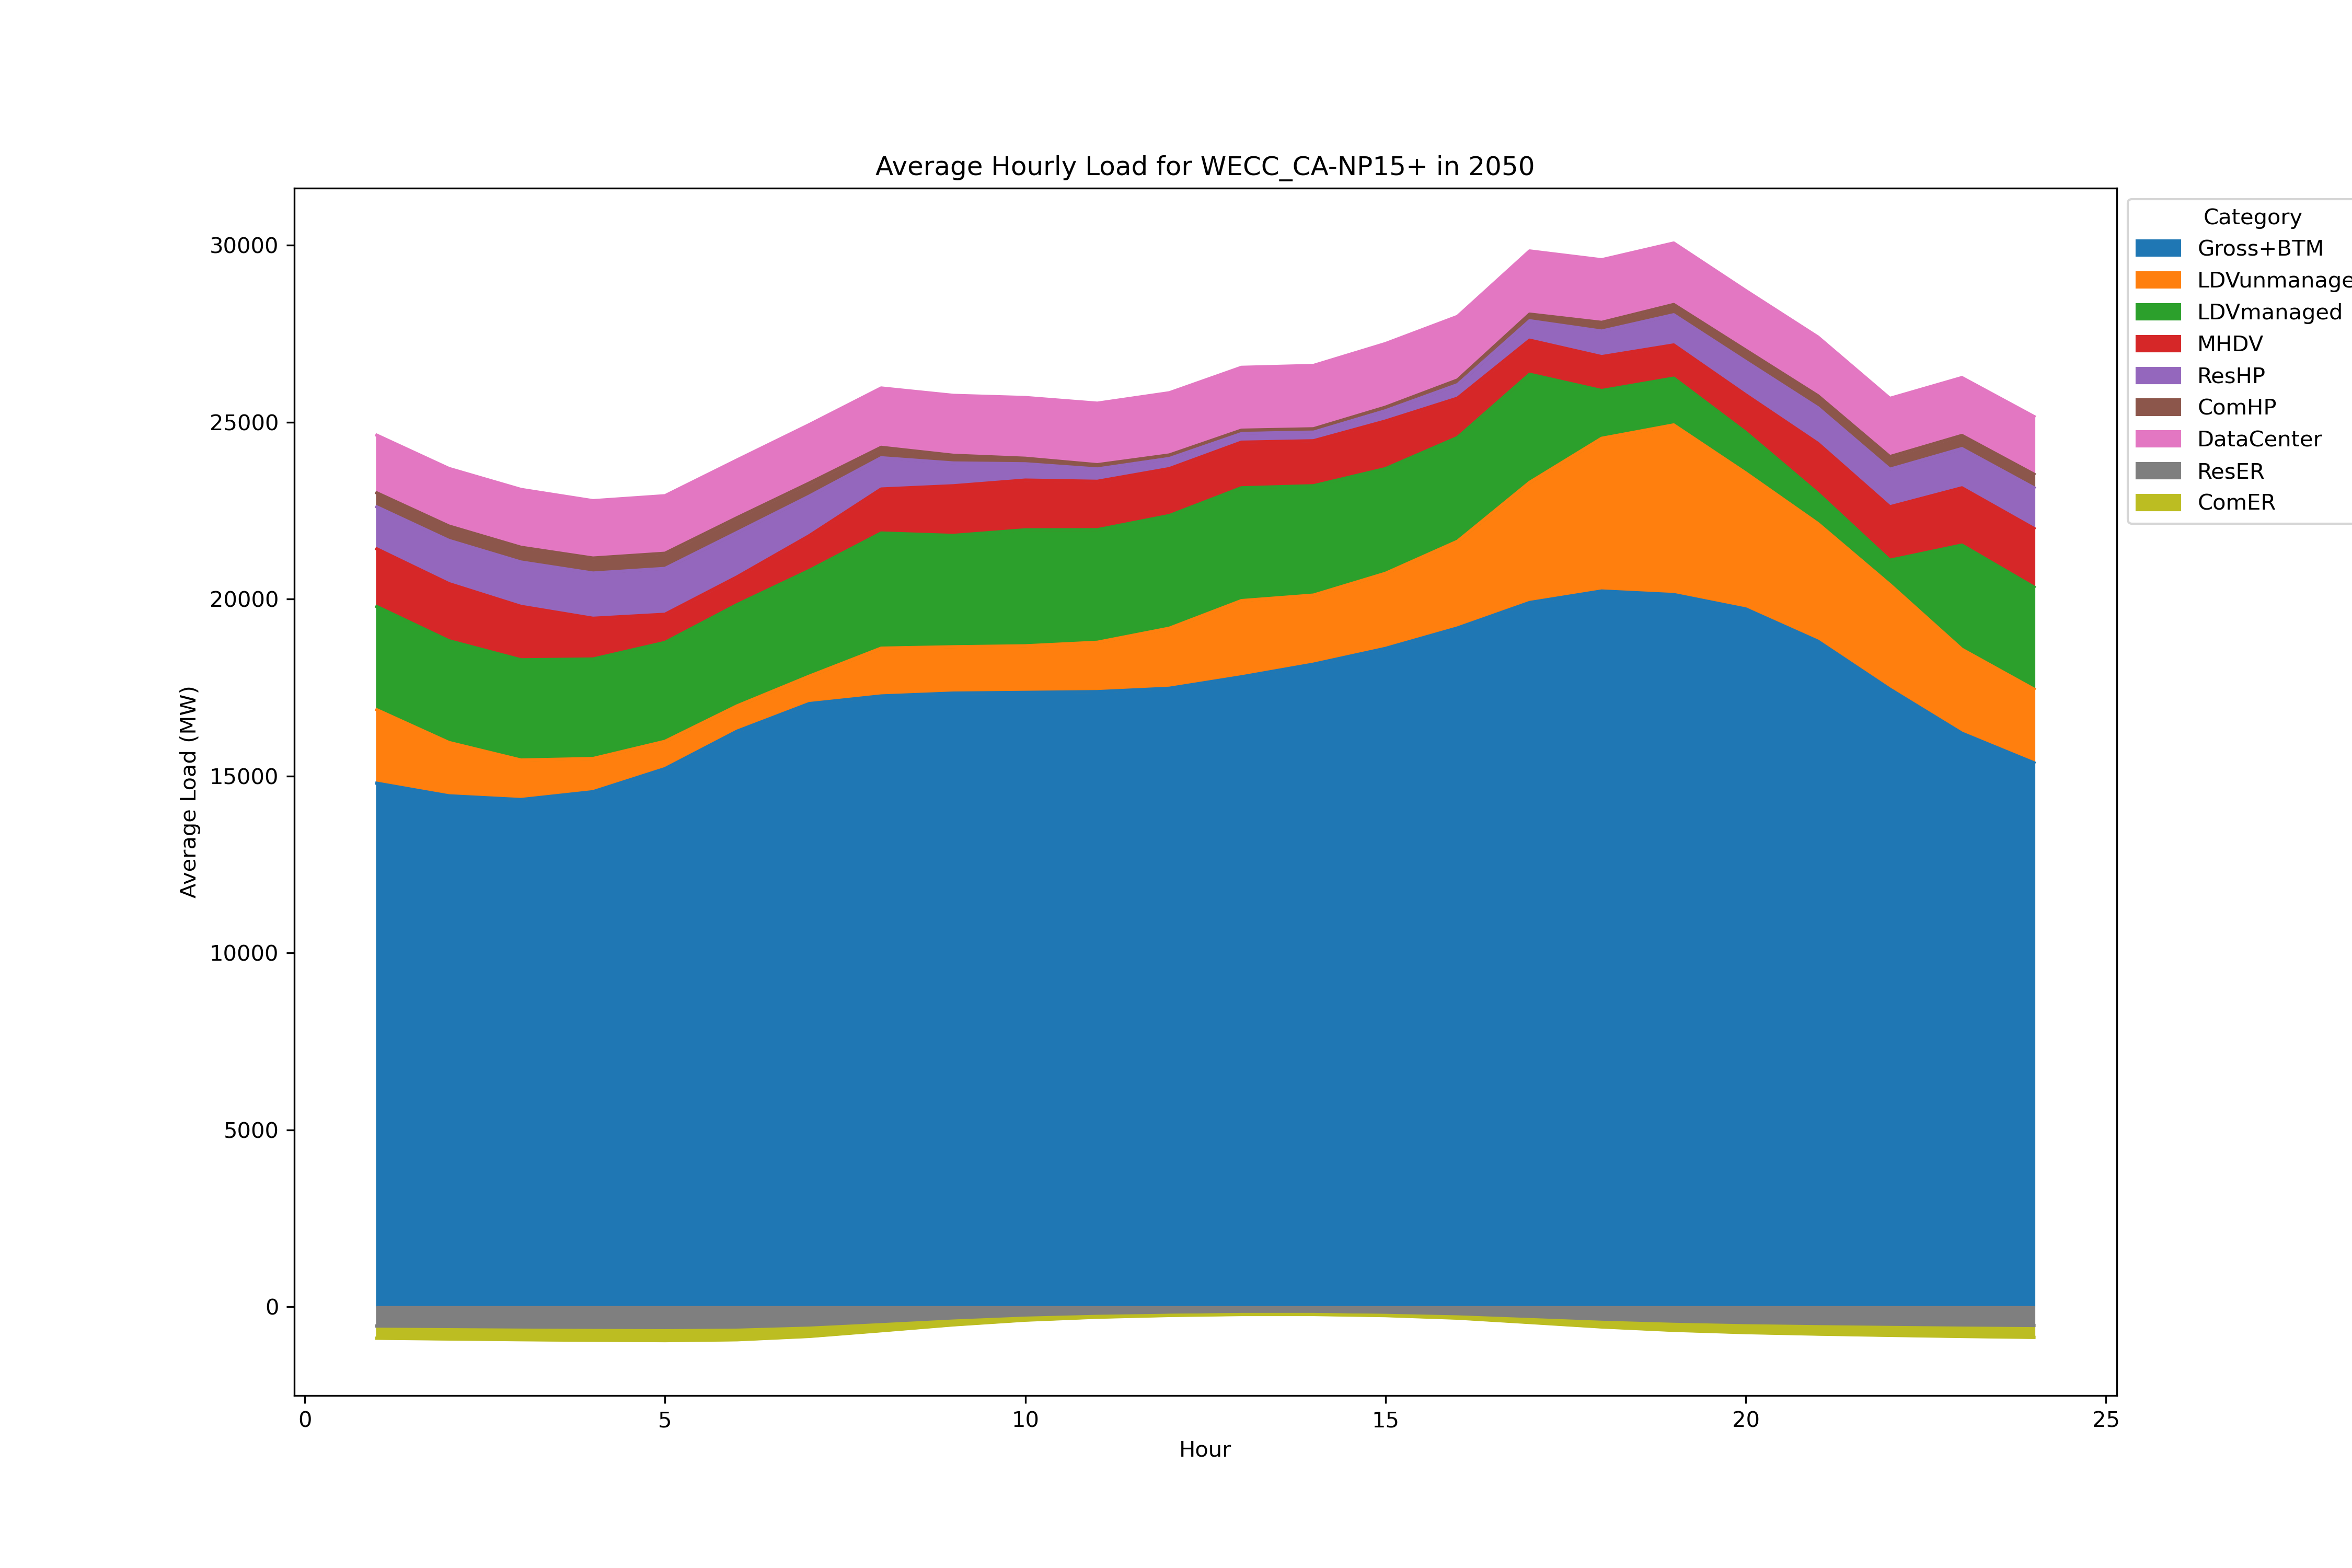 Average Hourly Load for WECC_CA-NP15+ in 2050
Average Load (MW)
30000
25000
20000
15000
10000
5000
0
0
5
10
15
20
25
Hour
Category
Gross+BTM
LDVunmanage
LDVmanaged
MHDV
ResHP
ComHP
DataCenter
ResER
ComER